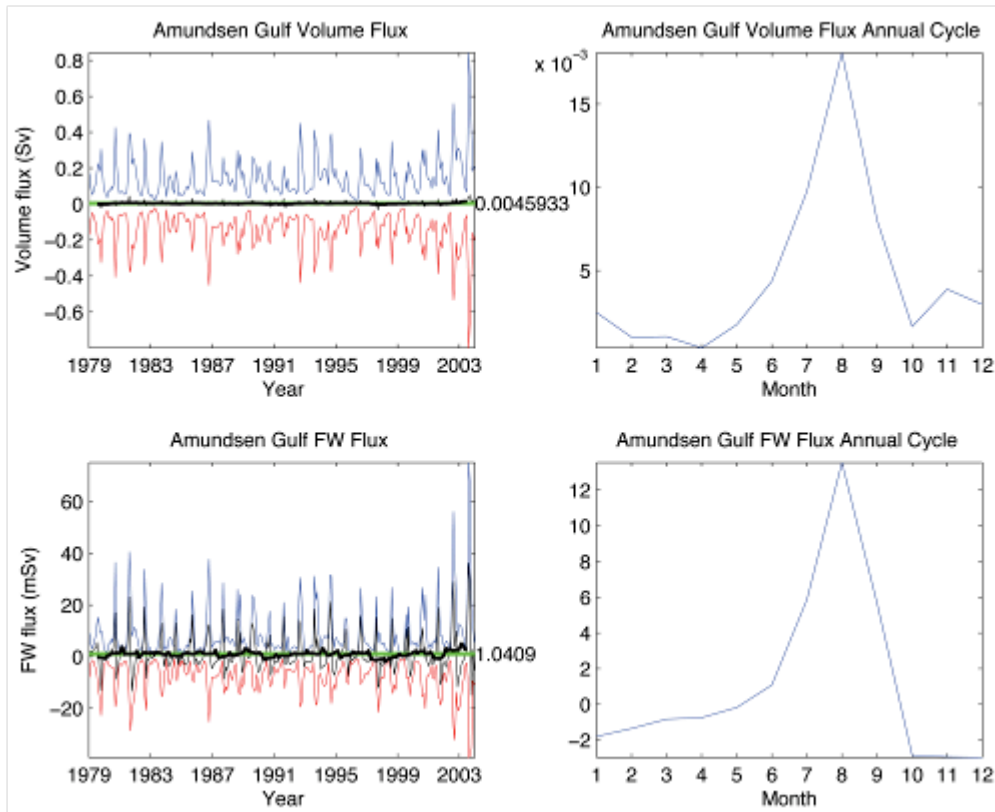 Amundsen Gulf Volume Flux
0.8
0.6
0.4
0.2
0
−0.2
−0.4
−0.6
Volume flux (Sv)
0.0045933
1979 1983 1987 1991 1995 1999 2003
Year
Amundsen Gulf Volume Flux Annual Cycle
x 10⁻³
15
10
5
1 2 3 4 5 6 7 8 9 10 11 12
Month
Amundsen Gulf FW Flux
60
40
20
0
−20
FW flux (mSv)
1.0409
1979 1983 1987 1991 1995 1999 2003
Year
Amundsen Gulf FW Flux Annual Cycle
12
10
8
6
4
2
0
−2
1 2 3 4 5 6 7 8 9 10 11 12
Month